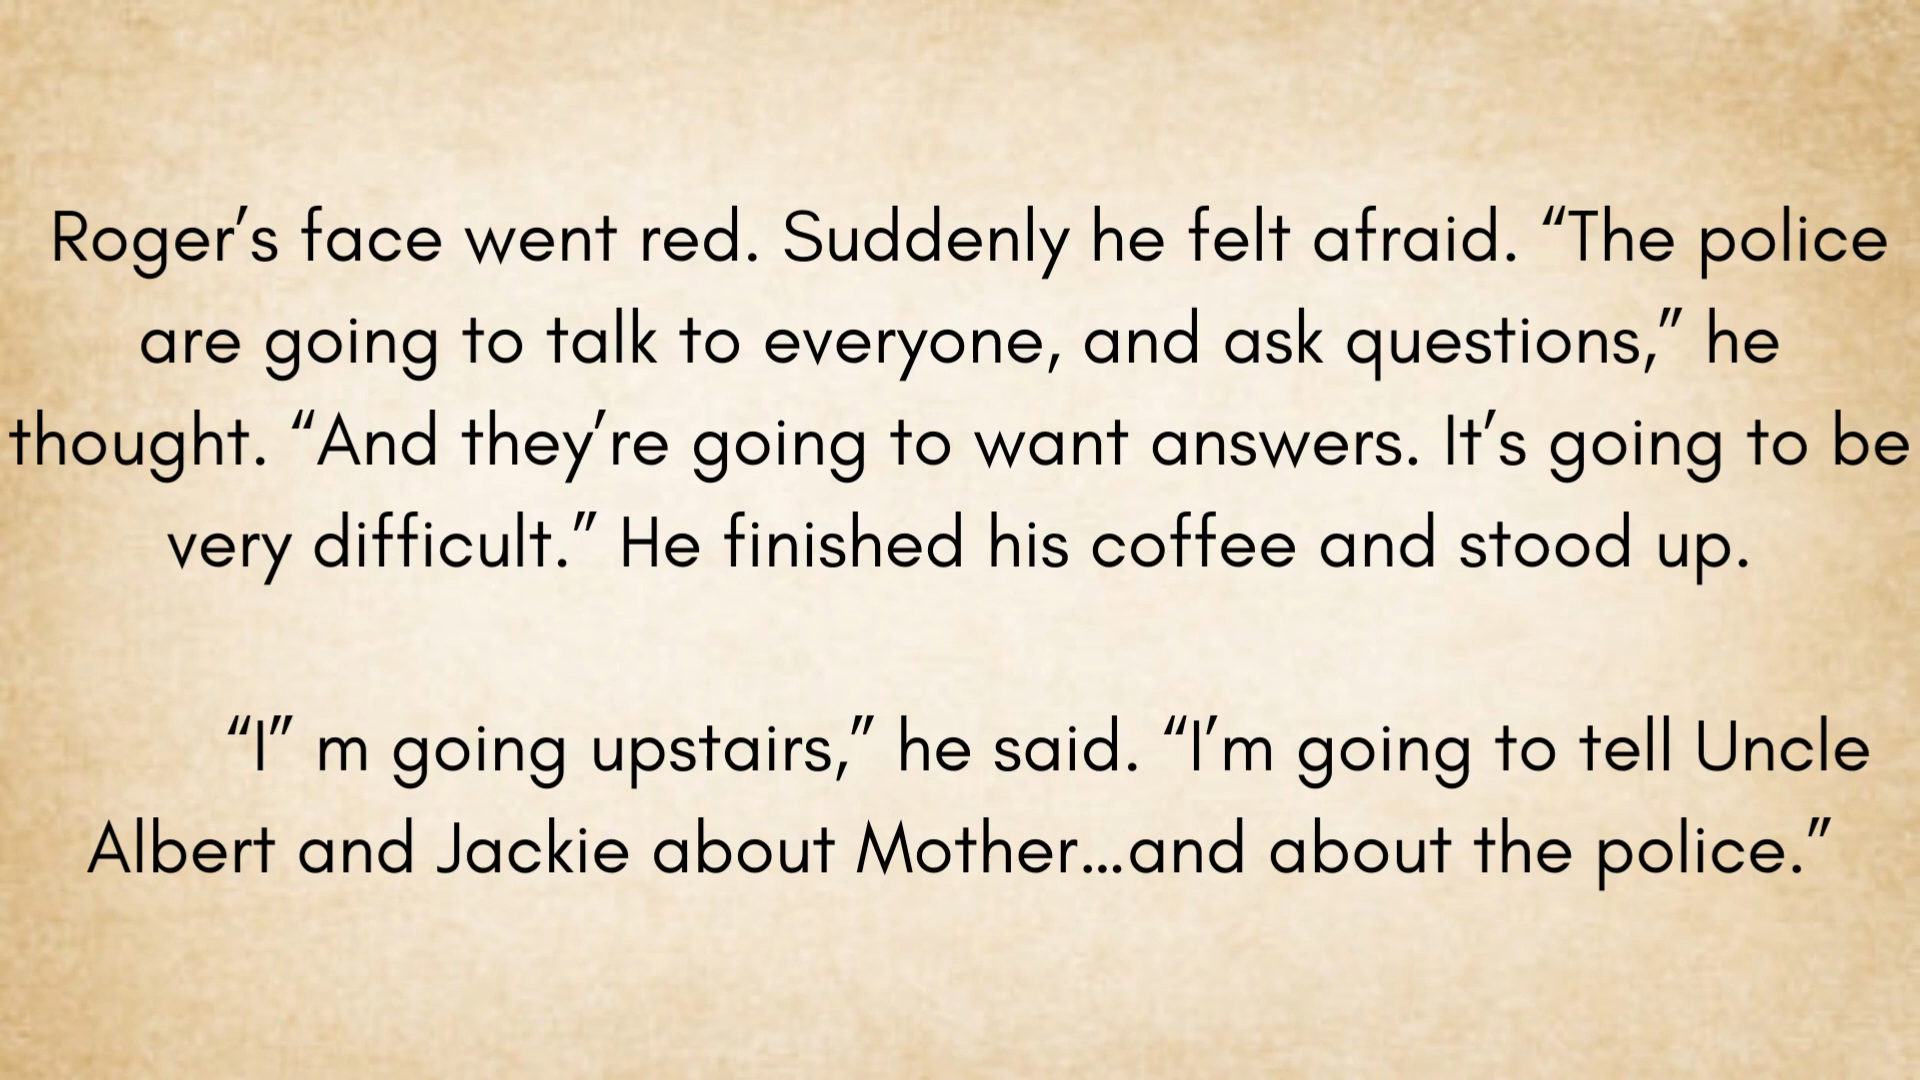 Roger’s face went red. Suddenly he felt afraid. “The police
are going to talk to everyone, and ask questions,” he
thought. “And they’re going to want answers. It’s going to be
very difficult.” He finished his coffee and stood up.
“I” m going upstairs,” he said. “I’m going to tell Uncle
Albert and Jackie about Mother...and about the police.”